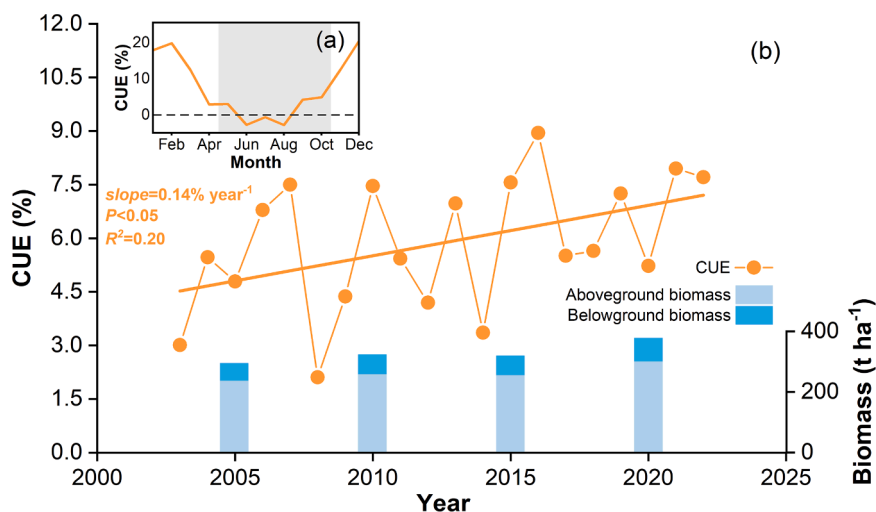 12.0
10.5
9.0
7.5
6.0
4.5
3.0
1.5
0.0
CUE (%)
20
10
0
CUE (%)
(a)
Feb Apr Jun Aug Oct Dec
Month
(b)
slope=0.14% year⁻¹
P<0.05
R²=0.20
CUE
Aboveground biomass
Belowground biomass
400
200
0
Biomass (t ha⁻¹)
2000 2005 2010 2015 2020 2025
Year